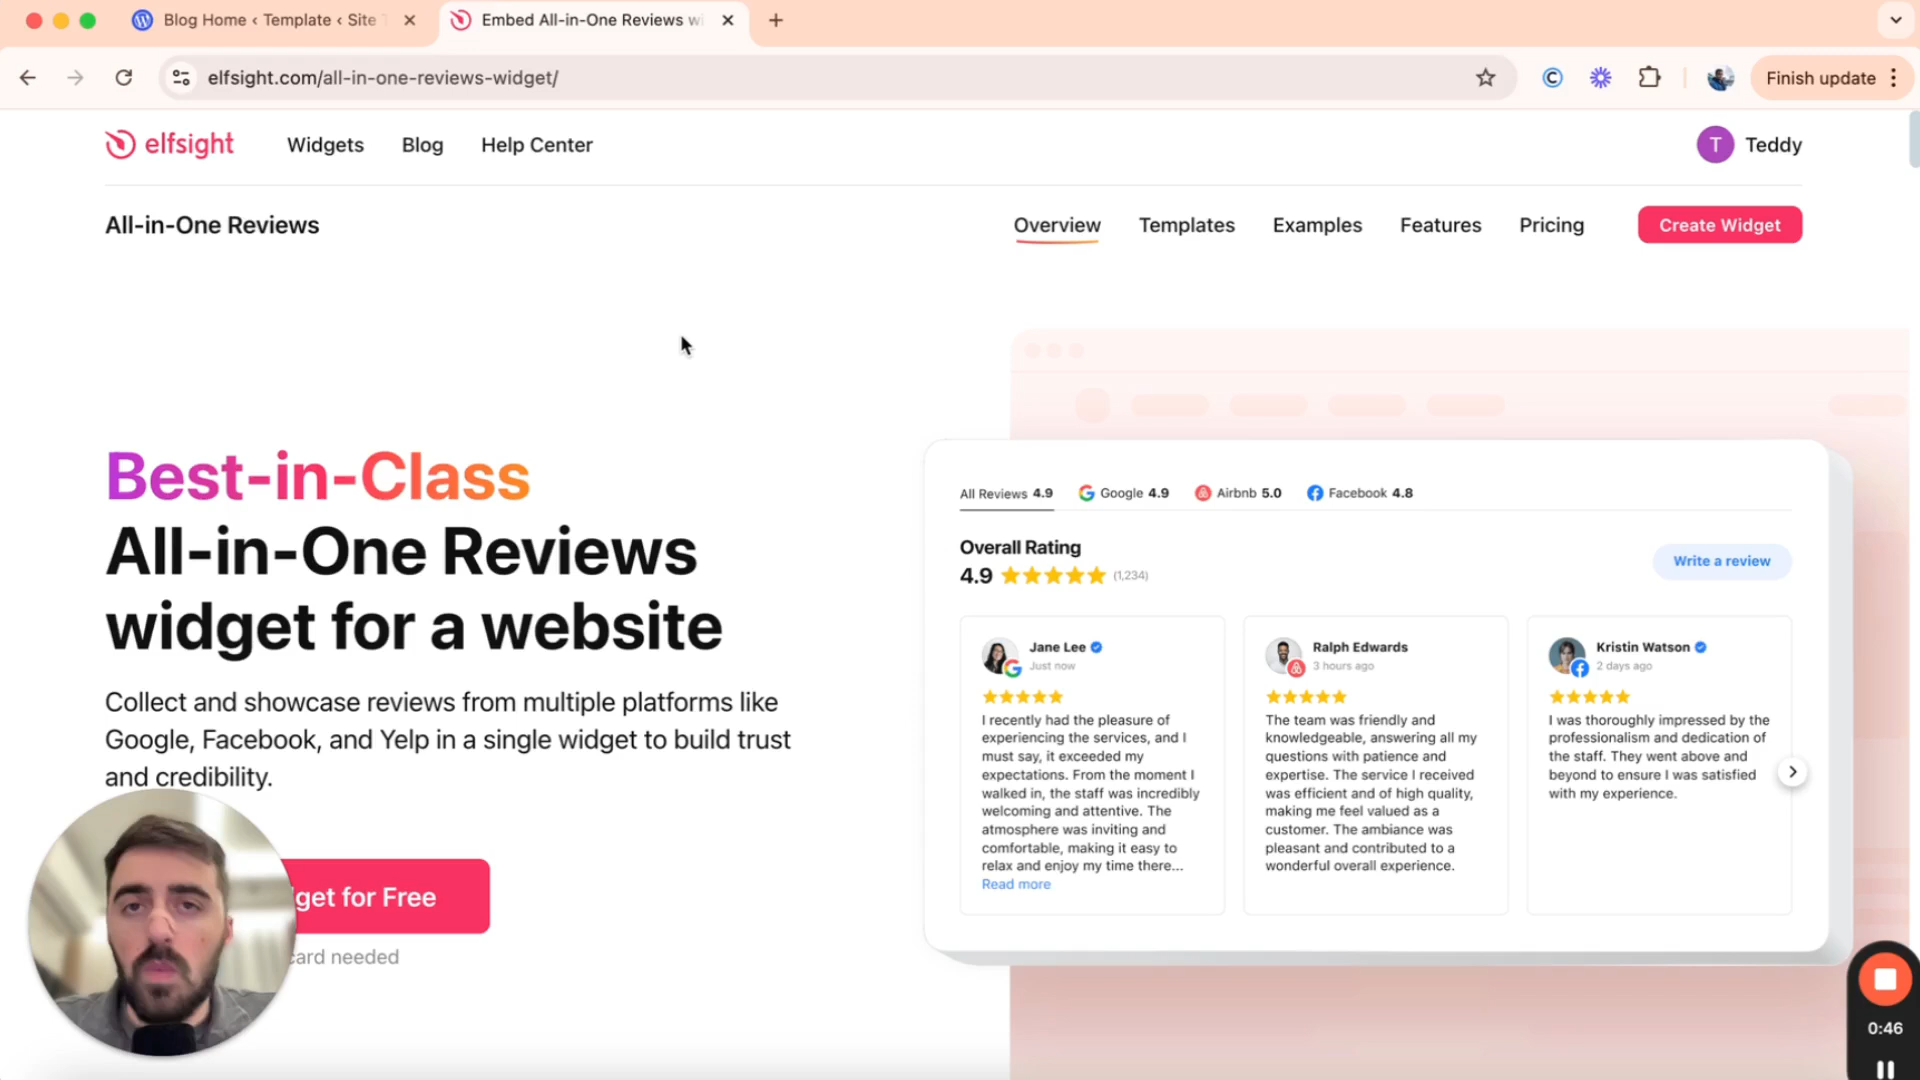 Blog Home ‹ Template ‹ Site
Embed All-in-One Reviews wi
elfsight.com/all-in-one-reviews-widget/
Finish update
elfsight
Widgets
Blog
Help Center
T
Teddy
All-in-One Reviews
Overview
Templates
Examples
Features
Pricing
Create Widget
Best-in-Class
All-in-One Reviews
widget for a website
Collect and showcase reviews from multiple platforms like
Google, Facebook, and Yelp in a single widget to build trust
and credibility.
get for Free
card needed
All Reviews 4.9
Google 4.9
Airbnb 5.0
Facebook 4.8
Overall Rating
4.9
(1,234)
Write a review
Jane Lee
Just now
I recently had the pleasure of
experiencing the services, and I
must say, it exceeded my
expectations. From the moment I
walked in, the staff was incredibly
welcoming and attentive. The
atmosphere was inviting and
comfortable, making it easy to
relax and enjoy my time there...
Read more
Ralph Edwards
3 hours ago
The team was friendly and
knowledgeable, answering all my
questions with patience and
expertise. The service I received
was efficient and of high quality,
making me feel valued as a
customer. The ambiance was
pleasant and contributed to a
wonderful overall experience.
Kristin Watson
2 days ago
I was thoroughly impressed by the
professionalism and dedication of
the staff. They went above and
beyond to ensure I was satisfied
with my experience.
0:46